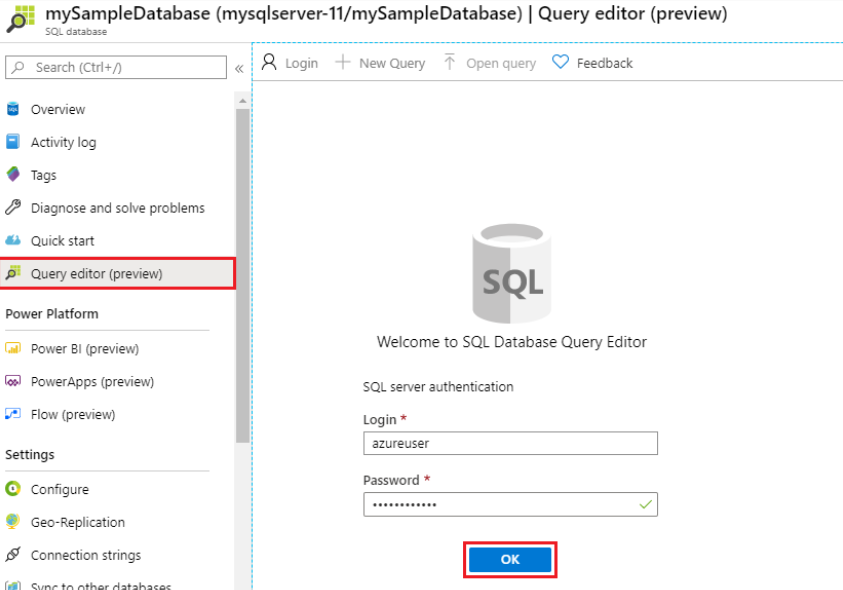 mySampleDatabase (mysqlserver-11/mySampleDatabase) | Query editor (preview)
SQL database
Search (Ctrl+/)
«
Login
New Query
Open query
Feedback
Overview
Activity log
Tags
Diagnose and solve problems
Quick start
Query editor (preview)
Power Platform
Power BI (preview)
PowerApps (preview)
Flow (preview)
Settings
Configure
Geo-Replication
Connection strings
Sync to other databases
SQL
Welcome to SQL Database Query Editor
SQL server authentication
Login *
azureuser
Password *
••••••••••••
OK